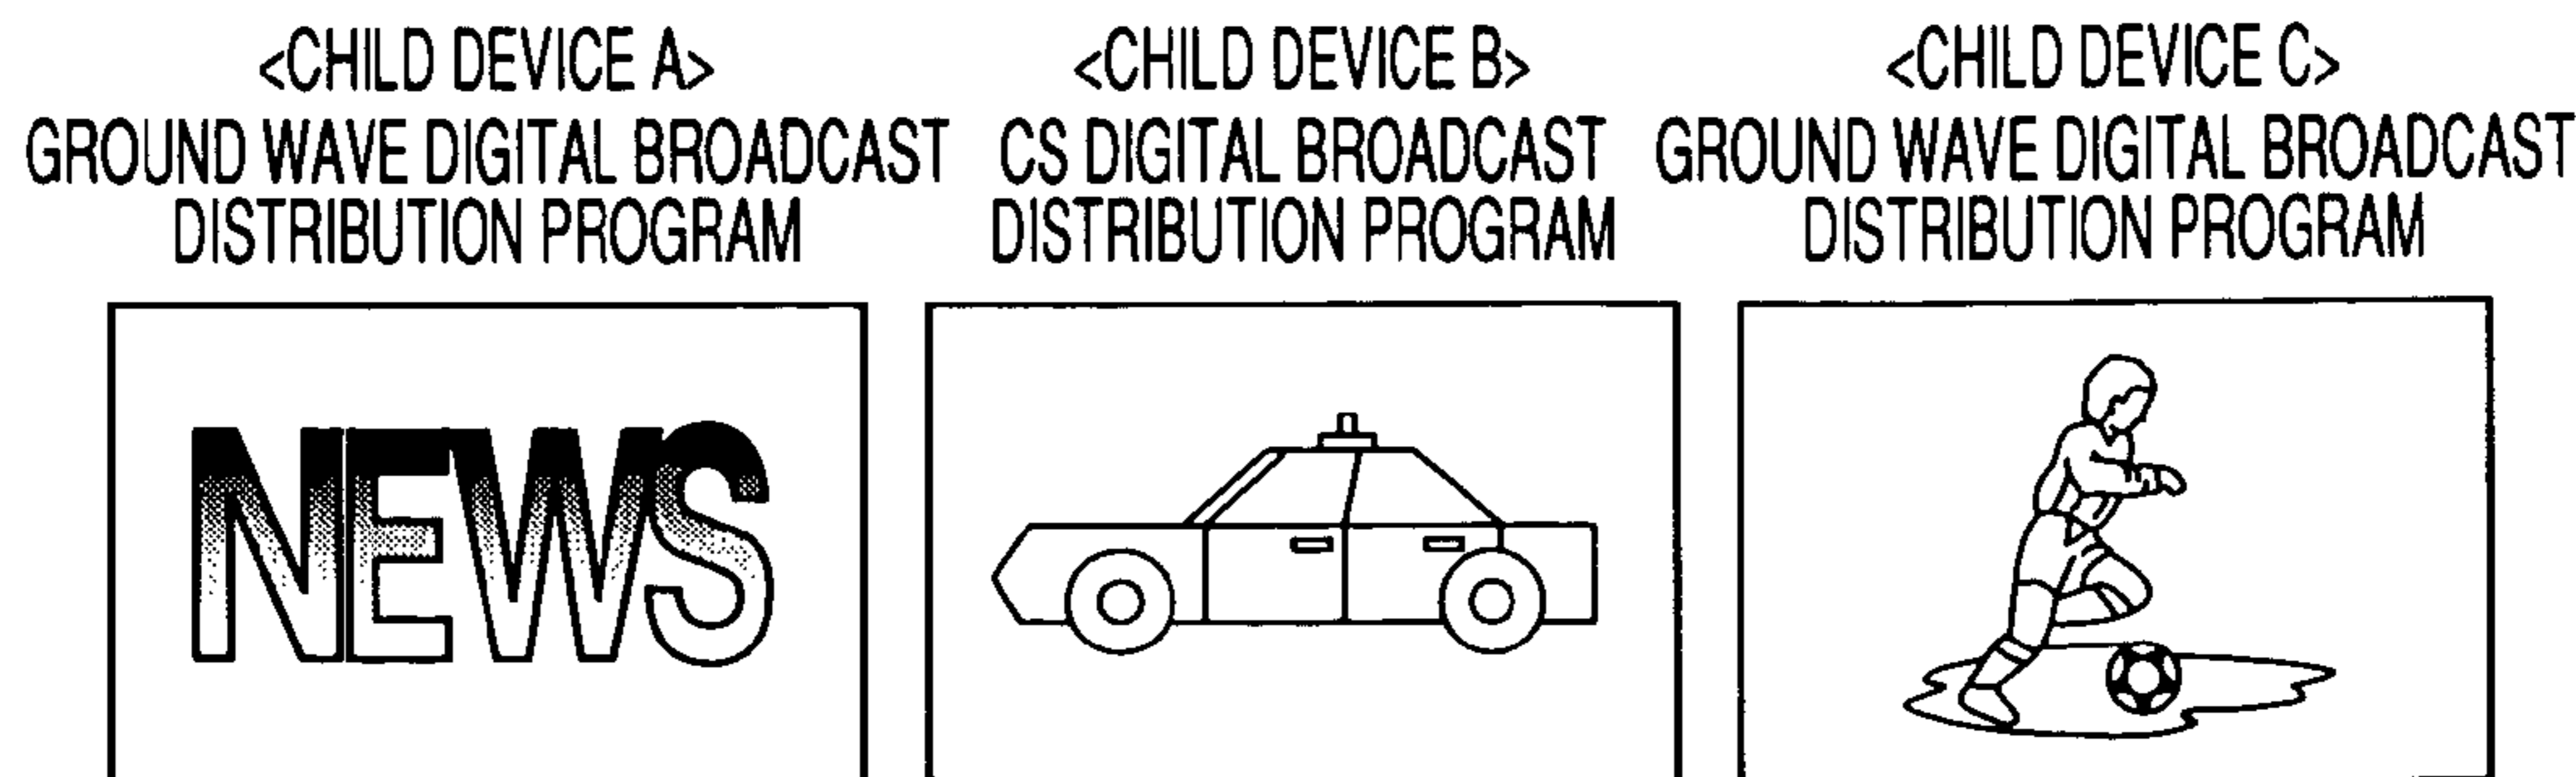 <CHILD DEVICE A>
GROUND WAVE DIGITAL BROADCAST
DISTRIBUTION PROGRAM
NEWS
<CHILD DEVICE B>
CS DIGITAL BROADCAST
DISTRIBUTION PROGRAM
<CHILD DEVICE C>
GROUND WAVE DIGITAL BROADCAST
DISTRIBUTION PROGRAM